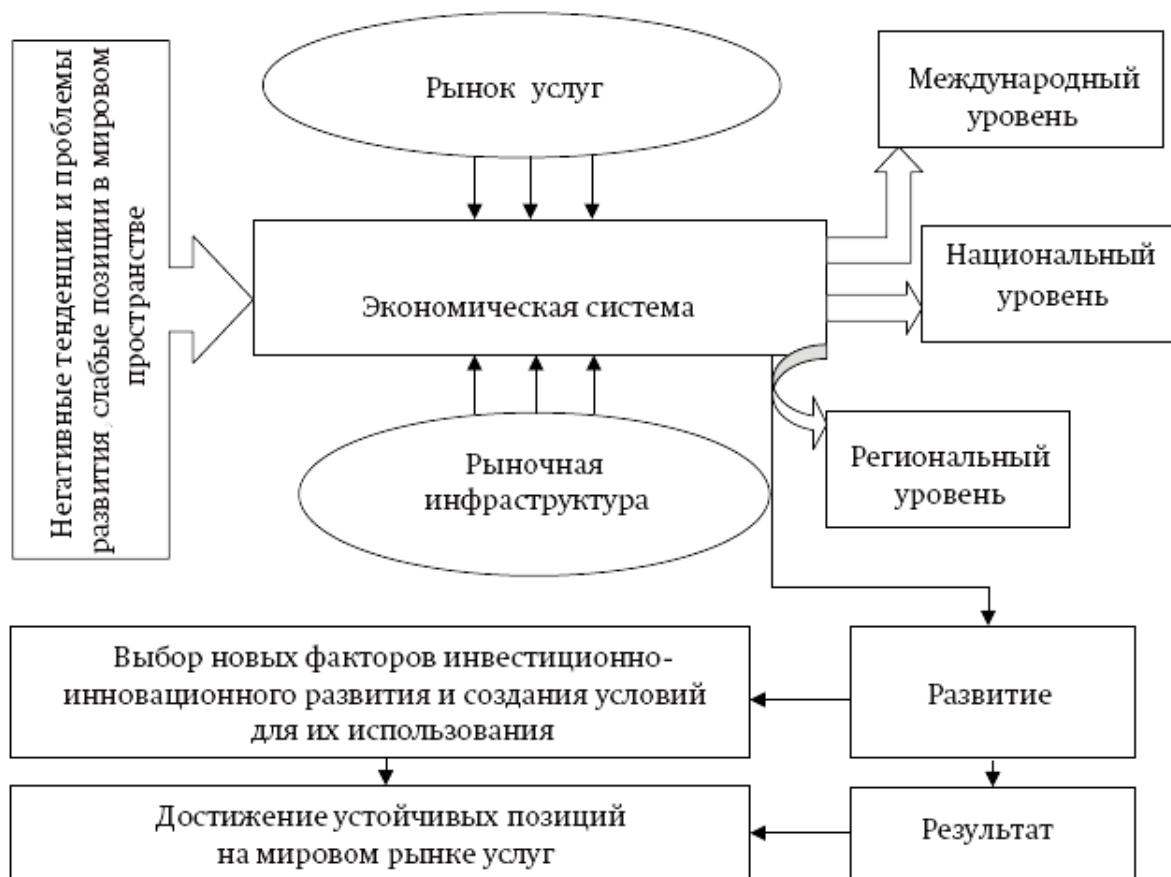 Негативные тенденции и проблемы
развития, слабые позиции в мировом
пространстве
Рынок услуг
Международный
уровень
Экономическая система
Национальный
уровень
Рыночная
инфраструктура
Региональный
уровень
Выбор новых факторов инвестиционно-
инновационного развития и создания условий
для их использования
Развитие
Достижение устойчивых позиций
на мировом рынке услуг
Результат